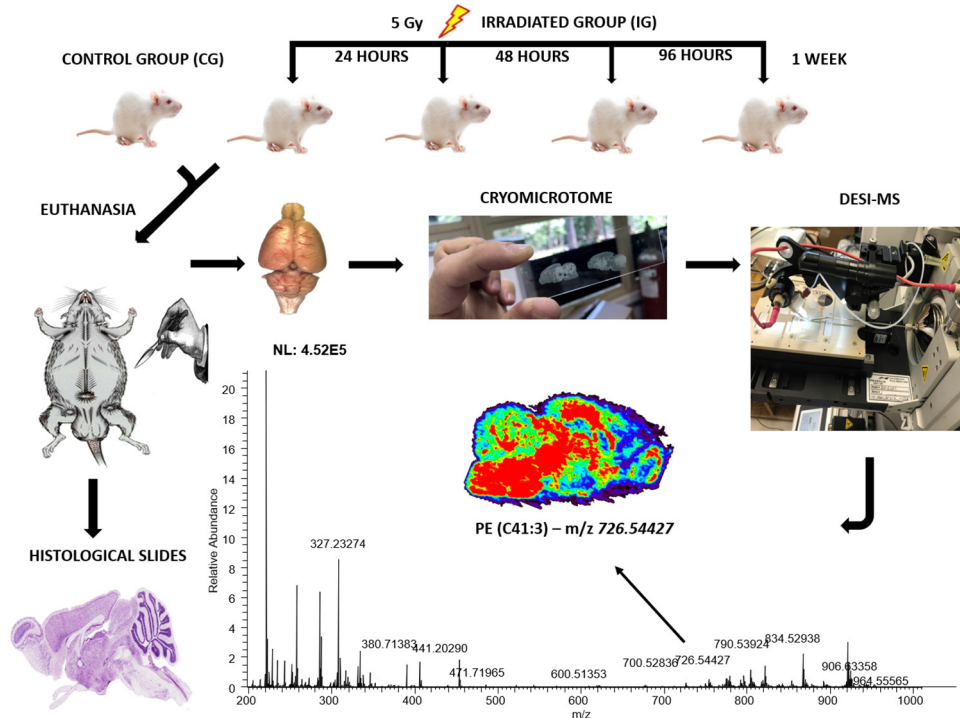 5 Gy
IRRADIATED GROUP (IG)
CONTROL GROUP (CG)
24 HOURS
48 HOURS
96 HOURS
1 WEEK
EUTHANASIA
CRYOMICROTOME
DESI-MS
NL: 4.52E5
HISTOLOGICAL SLIDES
PE (C41:3) – m/z 726.54427
Relative Abundance
20
18
16
14
12
10
8
6
4
2
0
327.23274
380.71383
441.20290
471.71965
600.51353
700.52836
726.54427
790.53924
834.52938
906.63358
964.55565
200
300
400
500
600
700
800
900
1000
m/z